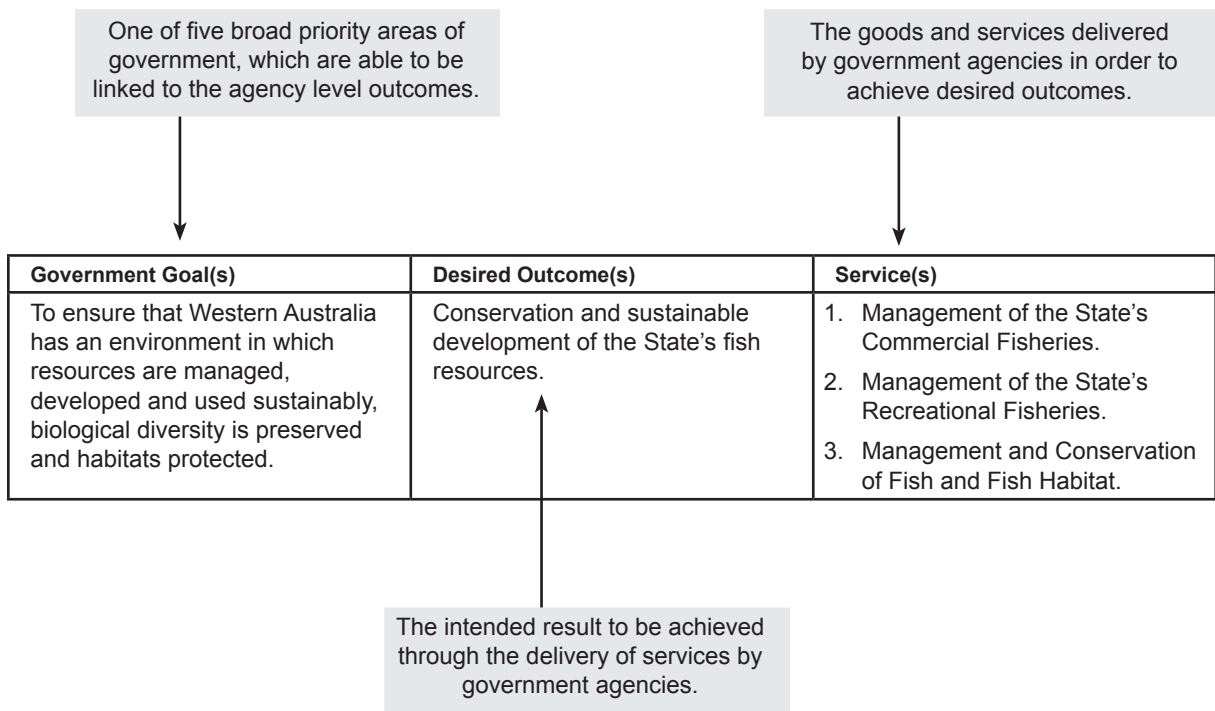 One of five broad priority areas of
government, which are able to be
linked to the agency level outcomes.
The goods and services delivered
by government agencies in order to
achieve desired outcomes.
Government Goal(s)
Desired Outcome(s)
Service(s)
To ensure that Western Australia
has an environment in which
resources are managed,
developed and used sustainably,
biological diversity is preserved
and habitats protected.
Conservation and sustainable
development of the State’s fish
resources.
1. Management of the State’s
Commercial Fisheries.
2. Management of the State’s
Recreational Fisheries.
3. Management and Conservation
of Fish and Fish Habitat.
The intended result to be achieved
through the delivery of services by
government agencies.